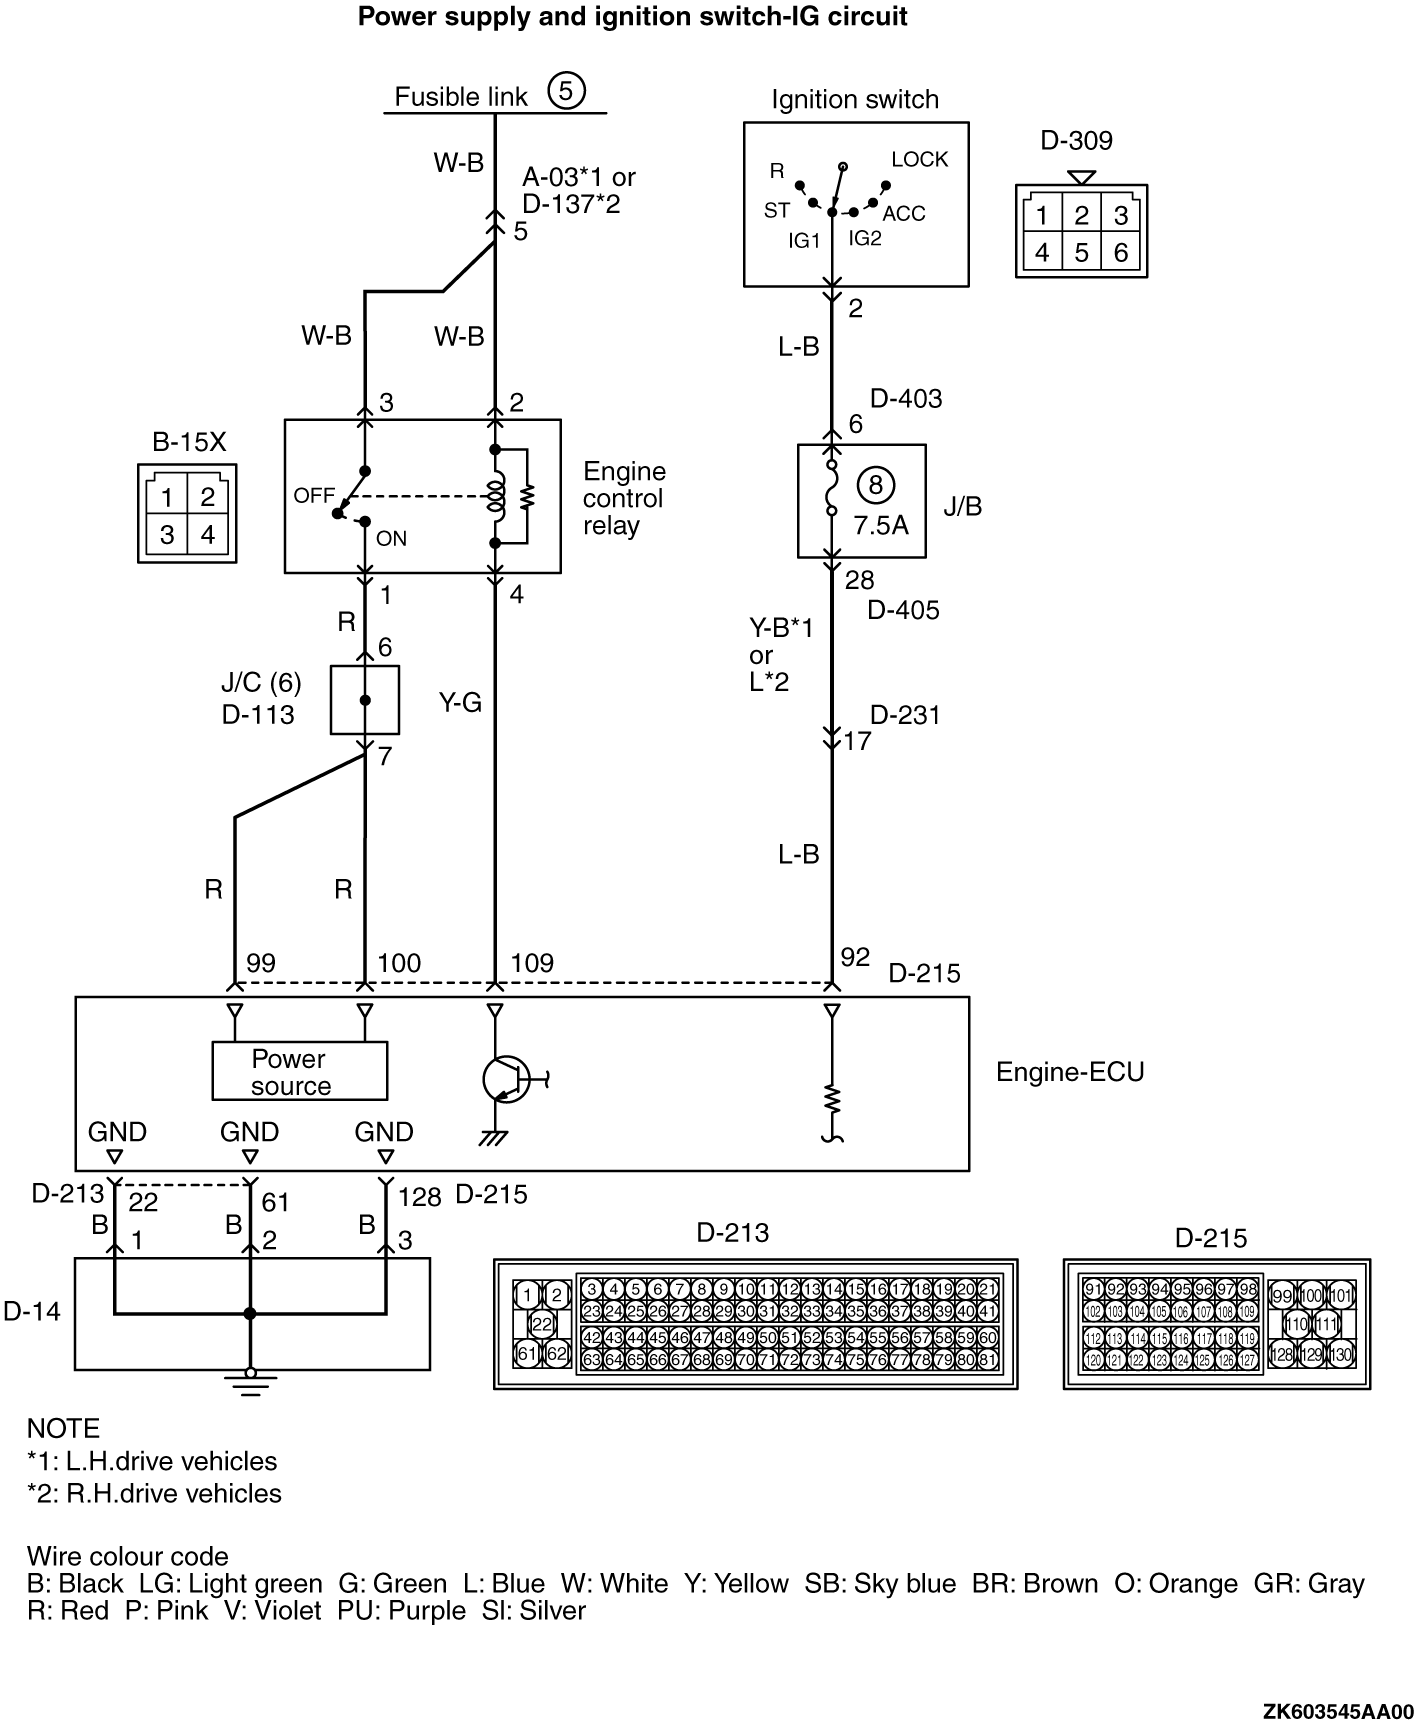 Power supply and ignition switch-IG circuit
Fusible link 5
Ignition switch
W-B
A-03*1 or
D-137*2
5
R
LOCK
ST
ACC
IG1
IG2
D-309
1 2 3
4 5 6
2
W-B
W-B
L-B
3
2
D-403
6
B-15X
1 2
3 4
OFF
ON
Engine
control
relay
8
7.5A
J/B
1
4
28
D-405
R
6
Y-B*1
or
L*2
J/C (6)
D-113
Y-G
D-231
17
7
L-B
R
R
99
100
109
92
D-215
Power
source
Engine-ECU
GND
GND
GND
D-213
22
61
128
D-215
B
B
B
1
2
3
D-14
D-213
1 2 3 4 5 6 7 8 9 10 11 12 13 14 15 16 17 18 19 20 21
22 23 24 25 26 27 28 29 30 31 32 33 34 35 36 37 38 39 40 41
42 43 44 45 46 47 48 49 50 51 52 53 54 55 56 57 58 59 60
61 62 63 64 65 66 67 68 69 70 71 72 73 74 75 76 77 78 79 80 81
D-215
91 92 93 94 95 96 97 98 99 100 101
102 103 104 105 106 107 108 109 110 111
112 113 114 115 116 117 118 119
120 121 122 123 124 125 126 127 128 129 130
NOTE
*1: L.H.drive vehicles
*2: R.H.drive vehicles
Wire colour code
B: Black LG: Light green G: Green L: Blue W: White Y: Yellow SB: Sky blue BR: Brown O: Orange GR: Gray
R: Red P: Pink V: Violet PU: Purple SI: Silver
ZK603545AA00